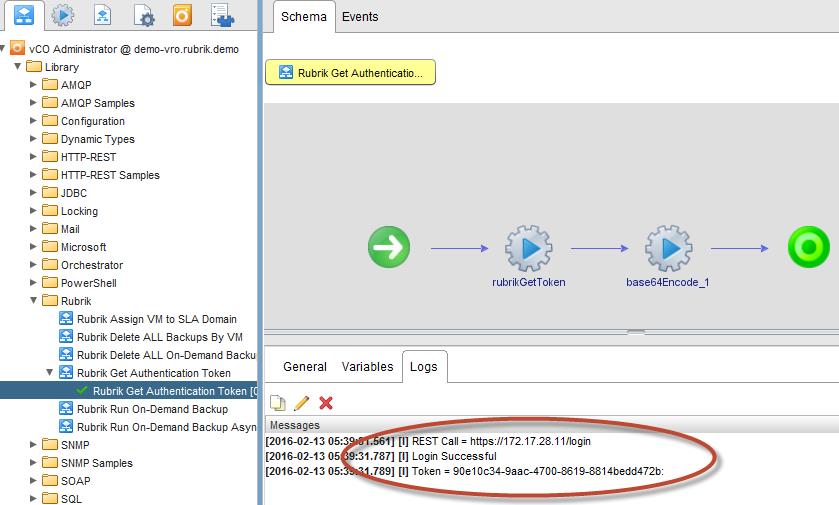 vCO Administrator @ demo-vro.rubrik.demo
Library
AMQP
AMQP Samples
Configuration
Dynamic Types
HTTP-REST
HTTP-REST Samples
JDBC
Locking
Mail
Microsoft
Orchestrator
PowerShell
Rubrik
Rubrik Assign VM to SLA Domain
Rubrik Delete ALL Backups By VM
Rubrik Delete ALL On-Demand Backu
Rubrik Get Authentication Token
Rubrik Get Authentication Token [0
Rubrik Run On-Demand Backup
Rubrik Run On-Demand Backup Asyn
SNMP
SNMP Samples
SOAP
SQL
Schema Events
Rubrik Get Authenticatio...
rubrikGetToken base64Encode_1
General Variables Logs
Messages
[2016-02-13 05:39:31.561] [I] REST Call = https://172.17.28.11/login
[2016-02-13 05:39:31.787] [I] Login Successful
[2016-02-13 05:39:31.789] [I] Token = 90e10c34-9aac-4700-8619-8814bedd472b: